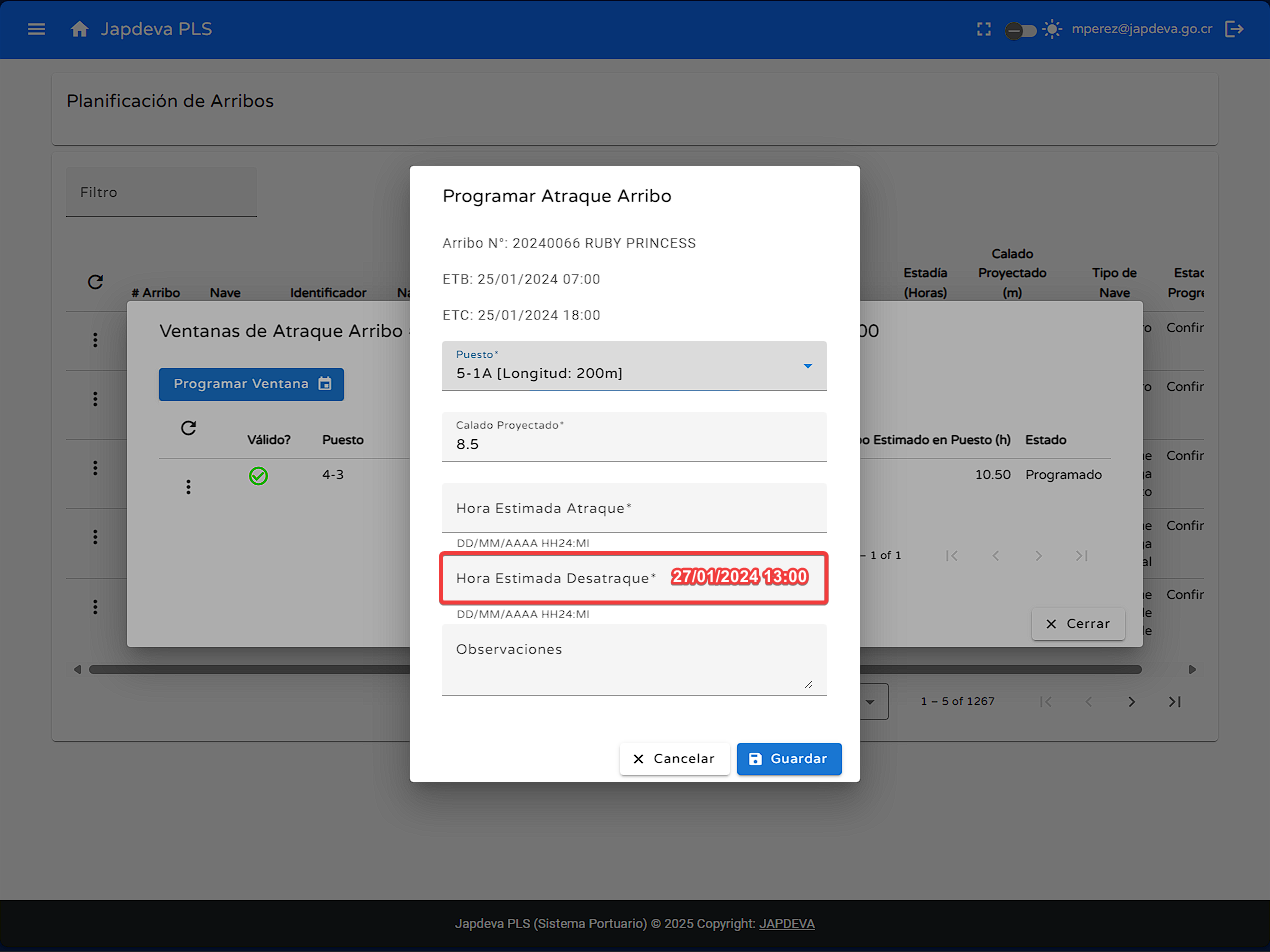 Japdeva PLS
mperez@japdeva.go.cr
Planificación de Arribos
Filtro
# Arribo
Nave
Identificador
Estadía (Horas)
Calado Proyectado (m)
Tipo de Nave
Confir
Confir
Confir
Confir
Confir
Ventanas de Atraque Arribo
Programar Ventana
Válido?
Puesto
Estimado en Puesto (h)
Estado
4-3
10.50
Programado
– 1 of 1
Cerrar
1 – 5 of 1267
Programar Atraque Arribo
Arribo N°: 20240066 RUBY PRINCESS
ETB: 25/01/2024 07:00
ETC: 25/01/2024 18:00
Puesto*
5-1A [Longitud: 200m]
Calado Proyectado*
8.5
Hora Estimada Atraque*
DD/MM/AAAA HH24:MI
Hora Estimada Desatraque* 27/01/2024 13:00
DD/MM/AAAA HH24:MI
Observaciones
Cancelar
Guardar
Japdeva PLS (Sistema Portuario) © 2025 Copyright: JAPDEVA